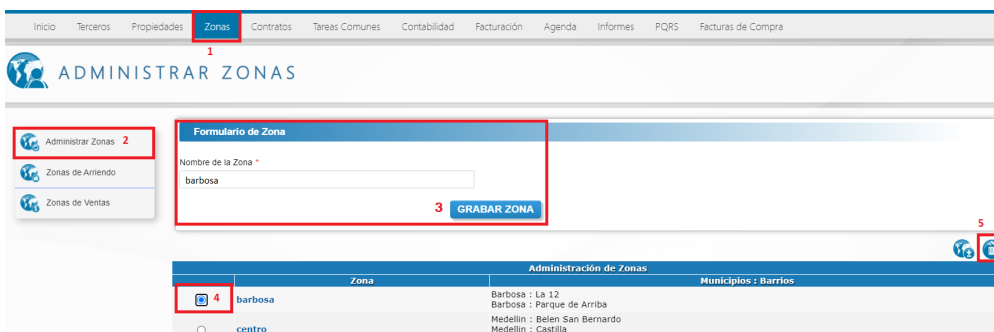 Inicio Terceros Propiedades Zonas Contratos Tareas Comunes Contabilidad Facturación Agenda Informes PQRS Facturas de Compra
1
ADMINISTRAR ZONAS
Administrar Zonas 2
Zonas de Arriendo
Zonas de Ventas
Formulario de Zona
Nombre de la Zona *
barbosa
3 GRABAR ZONA
5
Administración de Zonas
Zona Municipios : Barrios
4 barbosa
Barbosa : La 12
Barbosa : Parque de Arriba
centro
Medellin : Belen San Bernardo
Medellin : Castilla